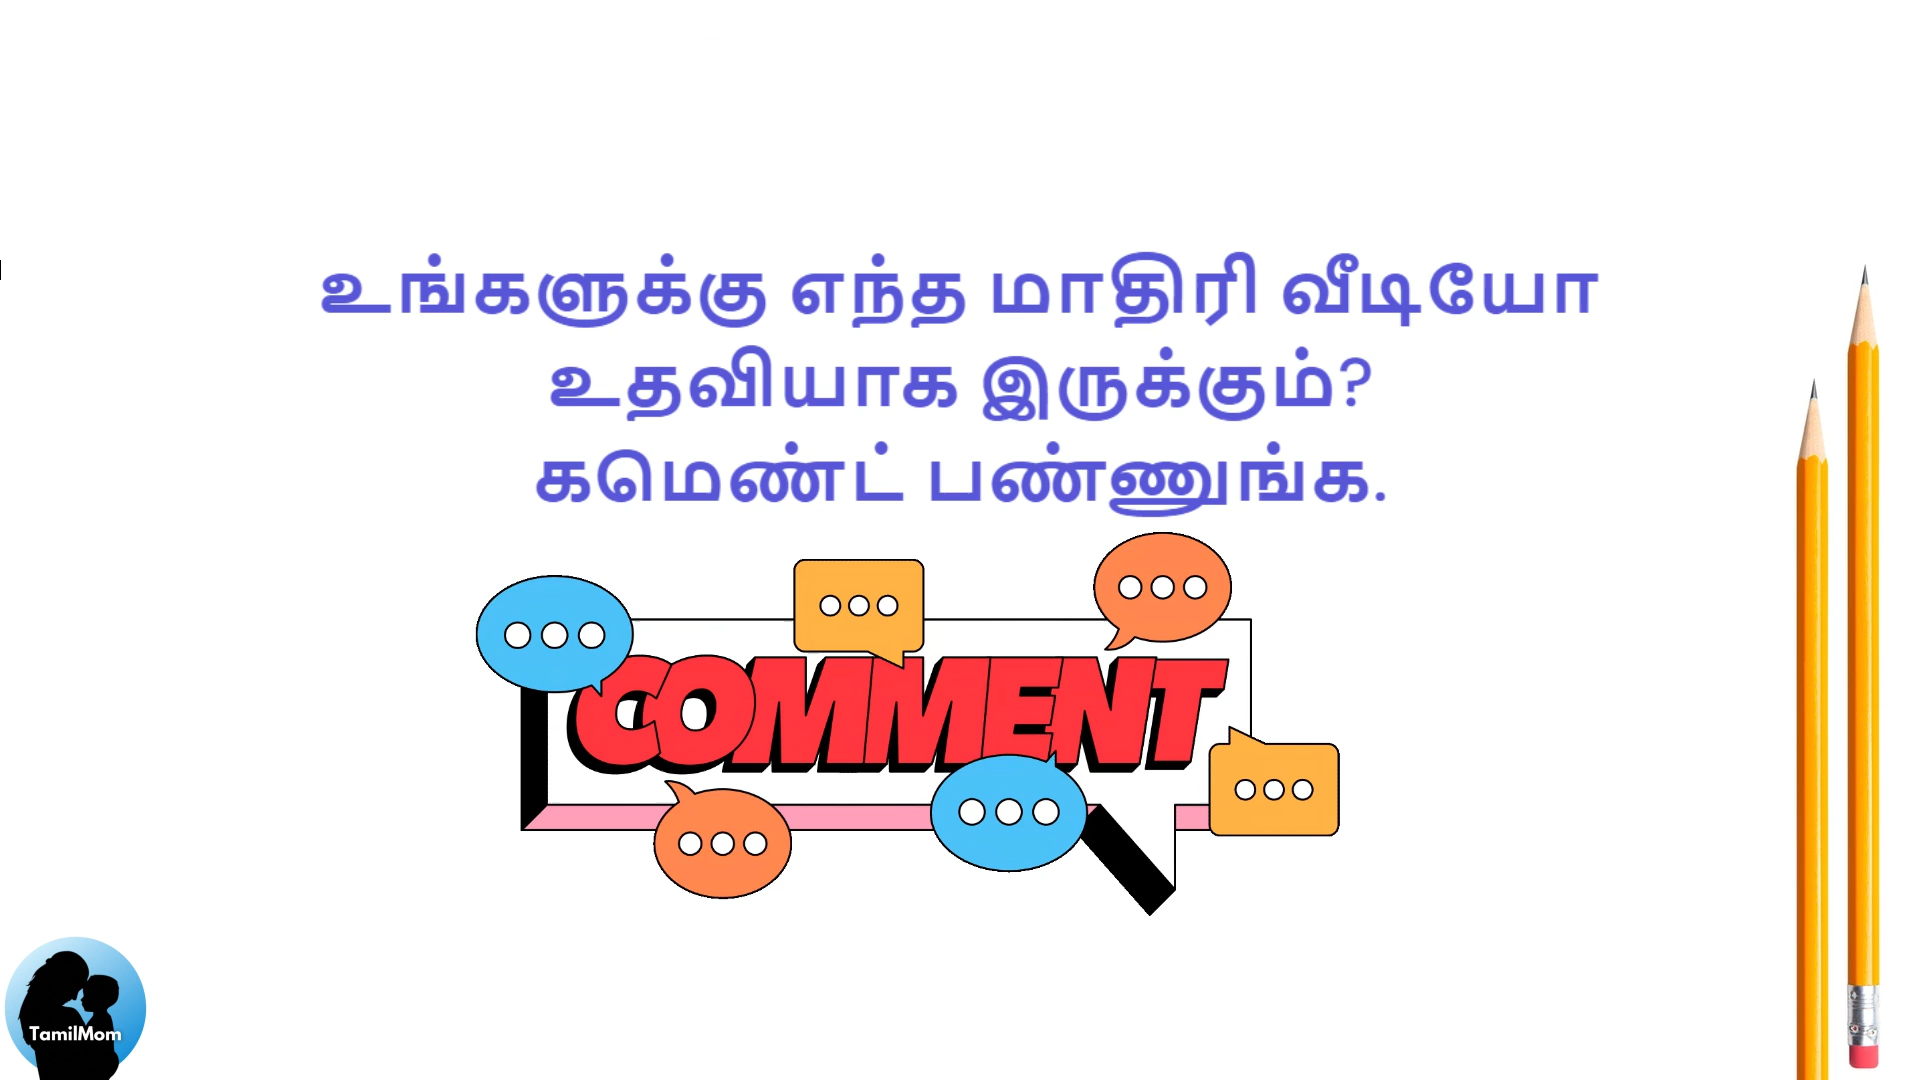 உங்களுக்கு எந்த மாதிரி வீடியோ
உதவியாக இருக்கும்?
கமெண்ட் பண்ணுங்க.
COMMENT
TamilMom